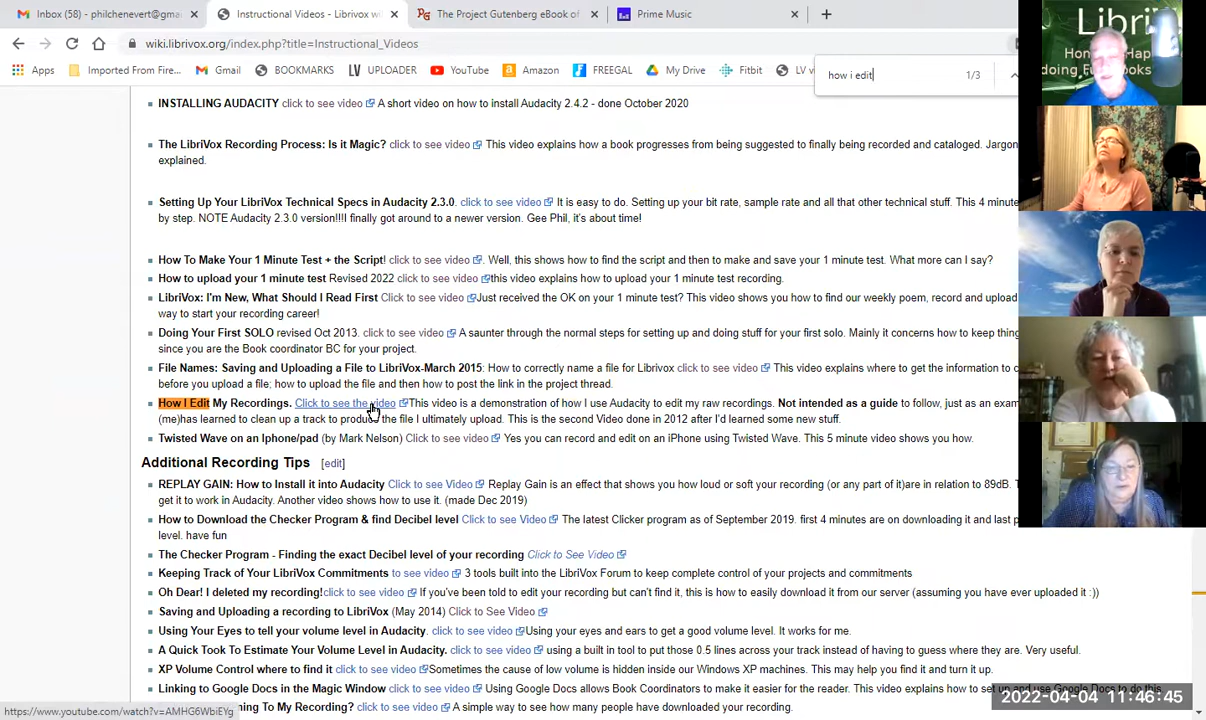 Inbox (58) - philchenevert@gma
Instructional Videos - Librivox wi
The Project Gutenberg eBook of
Prime Music
wiki.librivox.org/index.php?title=Instructional_Videos
how i edit 1/3
Apps Imported From Firef... Gmail BOOKMARKS UPLOADER YouTube FREEGAL My Drive Fitbit LV vi
INSTALLING AUDACITY click to see video A short video on how to install Audacity 2.4.2 - done October 2020
The LibriVox Recording Process: Is it Magic? click to see video This video explains how a book progresses from being suggested to finally being recorded and cataloged. Jargon
explained.
Setting Up Your LibriVox Technical Specs in Audacity 2.3.0. click to see video It is easy to do. Setting up your bit rate, sample rate and all that other technical stuff. This 4 minute
by step. NOTE Audacity 2.3.0 version!!!I finally got around to a newer version. Gee Phil, it's about time!
How To Make Your 1 Minute Test + the Script! click to see video . Well, this shows how to find the script and then to make and save your 1 minute test. What more can I say?
How to upload your 1 minute test Revised 2022 click to see video this video explains how to upload your 1 minute test recording.
LibriVox: I'm New, What Should I Read First Click to see video Just received the OK on your 1 minute test? This video shows you how to find our weekly poem, record and upload
way to start your recording career!
Doing Your First SOLO revised Oct 2013. click to see video A saunter through the normal steps for setting up and doing stuff for your first solo. Mainly it concerns how to keep thing
since you are the Book coordinator BC for your project.
File Names: Saving and Uploading a File to LibriVox-March 2015: How to correctly name a file for Librivox click to see video This video explains where to get the information to c
before you upload a file; how to upload the file and then how to post the link in the project thread.
How I Edit My Recordings. Click to see the video This video is a demonstration of how I use Audacity to edit my raw recordings. Not intended as a guide to follow, just as an exam
(me)has learned to clean up a track to produce the file I ultimately upload. This is the second Video done in 2012 after I'd learned some new stuff.
Twisted Wave on an Iphone/pad (by Mark Nelson) Click to see video Yes you can record and edit on an iPhone using Twisted Wave. This 5 minute video shows you how.
Additional Recording Tips [edit]
REPLAY GAIN: How to Install it into Audacity Click to see Video Replay Gain is an effect that shows you how loud or soft your recording (or any part of it)are in relation to 89dB. T
get it to work in Audacity. Another video shows how to use it. (made Dec 2019)
How to Download the Checker Program & find Decibel level Click to see Video The latest Clicker program as of September 2019. first 4 minutes are on downloading it and last p
level. have fun
The Checker Program - Finding the exact Decibel level of your recording Click to See Video
Keeping Track of Your LibriVox Commitments to see video 3 tools built into the LibriVox Forum to keep complete control of your projects and commitments
Oh Dear! I deleted my recording!click to see video If you've been told to edit your recording but can't find it, this is how to easily download it from our server (assuming you have ever uploaded it :))
Saving and Uploading a recording to LibriVox (May 2014) Click To See Video
Using Your Eyes to tell your volume level in Audacity. click to see video Using your eyes and ears to get a good volume level. It works for me.
A Quick Took To Estimate Your Volume Level in Audacity. click to see video using a built in tool to put those 0.5 lines across your track instead of having to guess where they are. Very useful.
XP Volume Control where to find it click to see video Sometimes the cause of low volume is hidden inside our Windows XP machines. This may help you find it and turn it up.
Linking to Google Docs in the Magic Window click to see video Using Google Docs allows Book Coordinators to make it easier for the reader. This video explains how to set up and use Google Docs to do this
ning To My Recording? click to see video A simple way to see how many people have downloaded your recording.
https://www.youtube.com/watch?v=AMHG6WbiEYg
2022-04-04 11:46:45
Libri